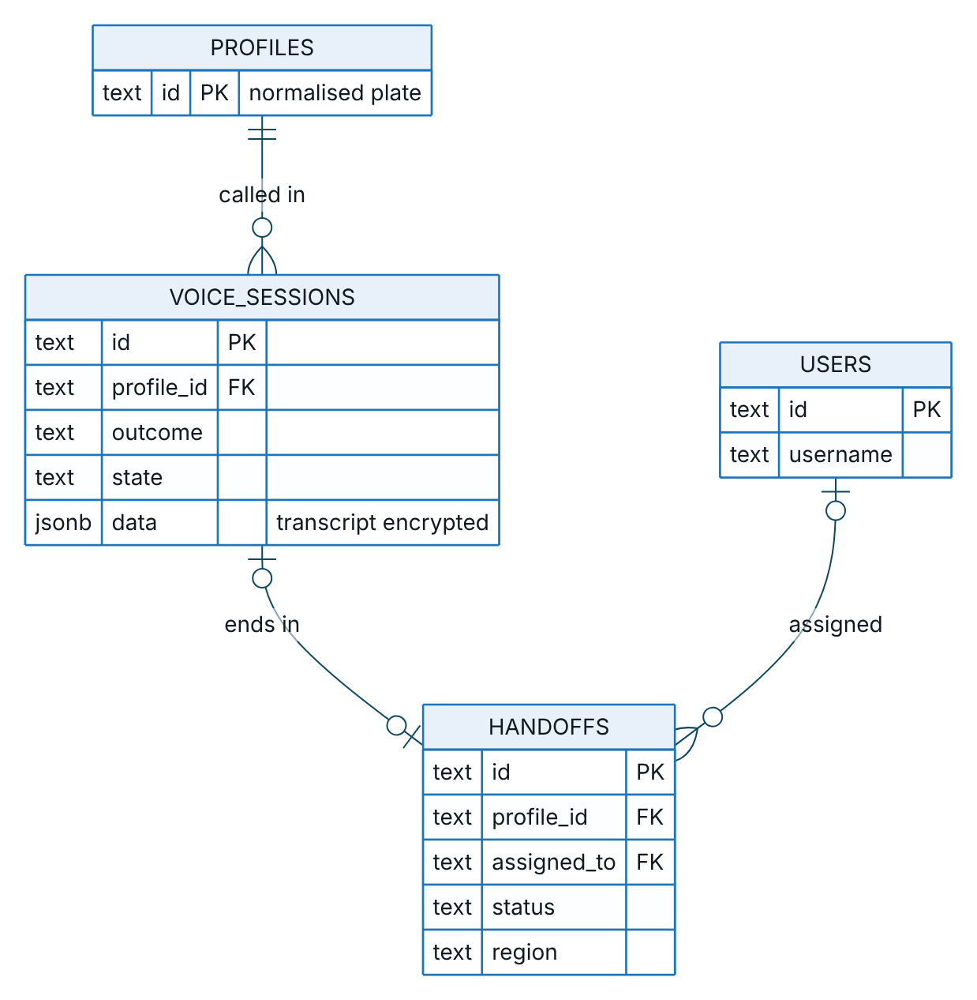 PROFILES
text id PK normalised plate
called in
VOICE_SESSIONS
text id PK
text profile_id FK
text outcome
text state
jsonb data transcript encrypted
USERS
text id PK
text username
ends in
assigned
HANDOFFS
text id PK
text profile_id FK
text assigned_to FK
text status
text region